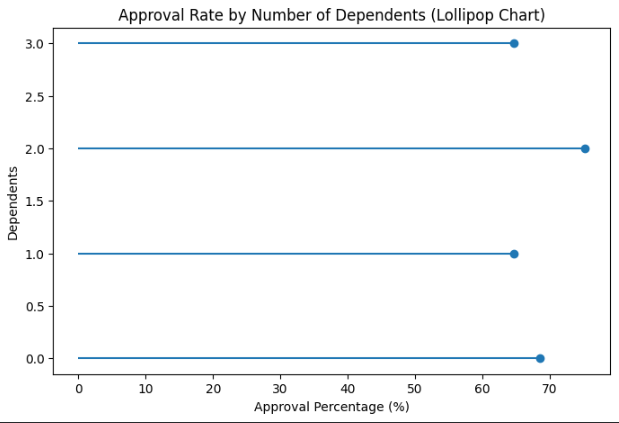 Approval Rate by Number of Dependents (Lollipop Chart)
3.0
2.5
2.0
1.5
1.0
0.5
0.0
Dependents
0 10 20 30 40 50 60 70
Approval Percentage (%)